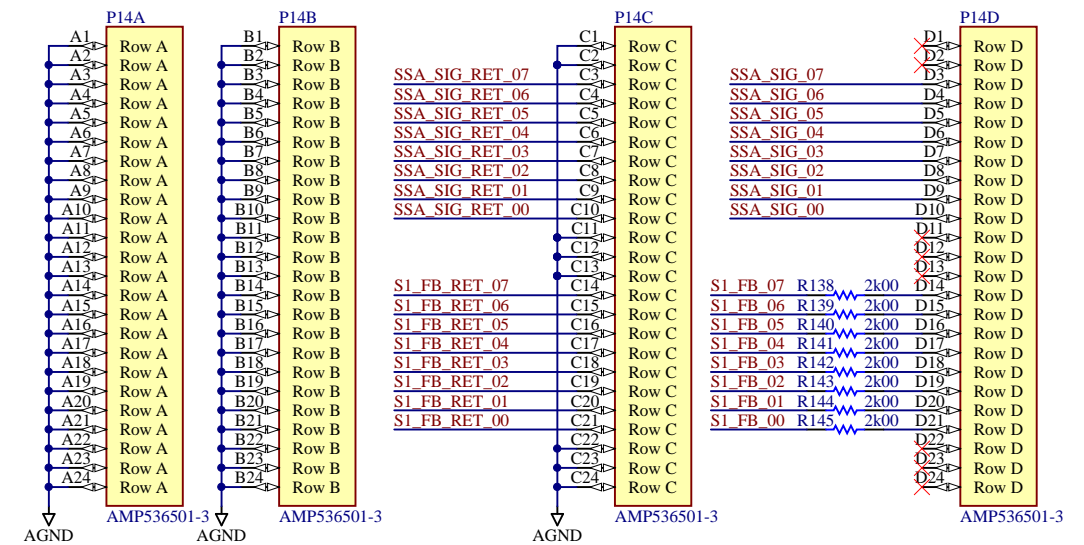 P14A
A1 Row A
A2 Row A
A3 Row A
A4 Row A
A5 Row A
A6 Row A
A7 Row A
A8 Row A
A9 Row A
A10 Row A
A11 Row A
A12 Row A
A13 Row A
A14 Row A
A15 Row A
A16 Row A
A17 Row A
A18 Row A
A19 Row A
A20 Row A
A21 Row A
A22 Row A
A23 Row A
A24 Row A
AMP536501-3
AGND
P14B
B1 Row B
B2 Row B
B3 Row B
B4 Row B
B5 Row B
B6 Row B
B7 Row B
B8 Row B
B9 Row B
B10 Row B
B11 Row B
B12 Row B
B13 Row B
B14 Row B
B15 Row B
B16 Row B
B17 Row B
B18 Row B
B19 Row B
B20 Row B
B21 Row B
B22 Row B
B23 Row B
B24 Row B
AMP536501-3
AGND
P14C
C1 Row C
C2 Row C
SSA_SIG_RET_07 C3 Row C
SSA_SIG_RET_06 C4 Row C
SSA_SIG_RET_05 C5 Row C
SSA_SIG_RET_04 C6 Row C
SSA_SIG_RET_03 C7 Row C
SSA_SIG_RET_02 C8 Row C
SSA_SIG_RET_01 C9 Row C
SSA_SIG_RET_00 C10 Row C
C11 Row C
C12 Row C
C13 Row C
S1_FB_RET_07 C14 Row C
S1_FB_RET_06 C15 Row C
S1_FB_RET_05 C16 Row C
S1_FB_RET_04 C17 Row C
S1_FB_RET_03 C18 Row C
S1_FB_RET_02 C19 Row C
S1_FB_RET_01 C20 Row C
S1_FB_RET_00 C21 Row C
C22 Row C
C23 Row C
C24 Row C
AMP536501-3
AGND
P14D
D1 Row D
D2 Row D
SSA_SIG_07 D3 Row D
SSA_SIG_06 D4 Row D
SSA_SIG_05 D5 Row D
SSA_SIG_04 D6 Row D
SSA_SIG_03 D7 Row D
SSA_SIG_02 D8 Row D
SSA_SIG_01 D9 Row D
SSA_SIG_00 D10 Row D
D11 Row D
D12 Row D
D13 Row D
S1_FB_07 R138 2k00 D14 Row D
S1_FB_06 R139 2k00 D15 Row D
S1_FB_05 R140 2k00 D16 Row D
S1_FB_04 R141 2k00 D17 Row D
S1_FB_03 R142 2k00 D18 Row D
S1_FB_02 R143 2k00 D19 Row D
S1_FB_01 R144 2k00 D20 Row D
S1_FB_00 R145 2k00 D21 Row D
D22 Row D
D23 Row D
D24 Row D
AMP536501-3